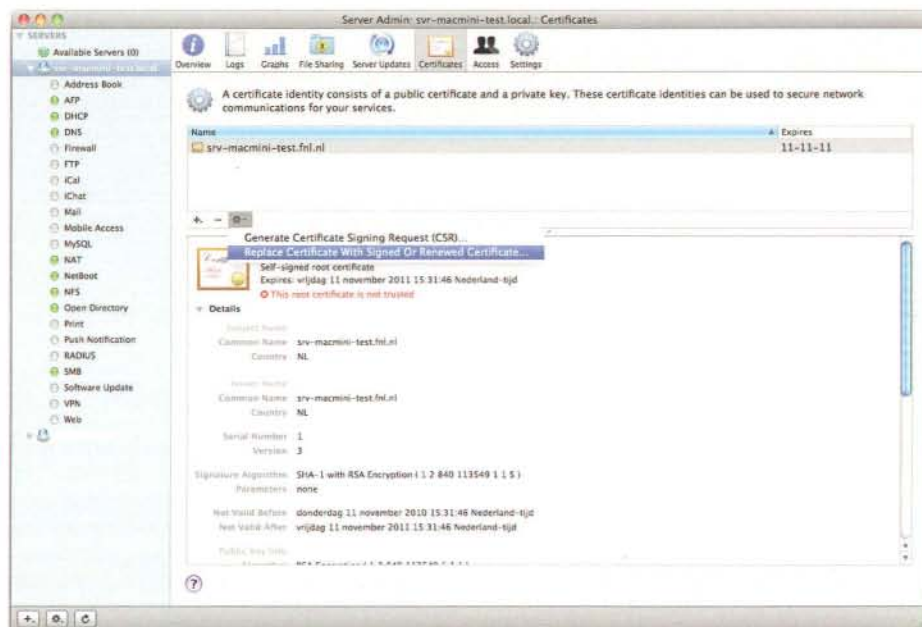 Server Admin: svr-macmini-test.local.: Certificates
SERVERS
Available Servers (0)
Overview Logs Graphs File Sharing Server Updates Certificates Access Settings
Address Book
AFP
DHCP
DNS
Firewall
FTP
iCal
iChat
Mail
Mobile Access
MySQL
NAT
NetBoot
NFS
Open Directory
Print
Push Notification
RADIUS
SMB
Software Update
VPN
Web
A certificate identity consists of a public certificate and a private key. These certificate identities can be used to secure network
communications for your services.
Name Expires
srv-macmini-test.fnl.nl 11-11-11
Generate Certificate Signing Request (CSR)...
Replace Certificate With Signed Or Renewed Certificate...
Self-signed root certificate
Expires: vrijdag 11 november 2011 15:31:46 Nederland-tijd
This root certificate is not trusted
Details
Subject Name
Common Name srv-macmini-test.fnl.nl
Country NL
Issuer Name
Common Name srv-macmini-test.fnl.nl
Country NL
Serial Number 1
Version 3
Signature Algorithm SHA-1 with RSA Encryption ( 1 2 840 113549 1 1 5 )
Parameters none
Not Valid Before donderdag 11 november 2010 15:31:46 Nederland-tijd
Not Valid After vrijdag 11 november 2011 15:31:46 Nederland-tijd
Public Key Info